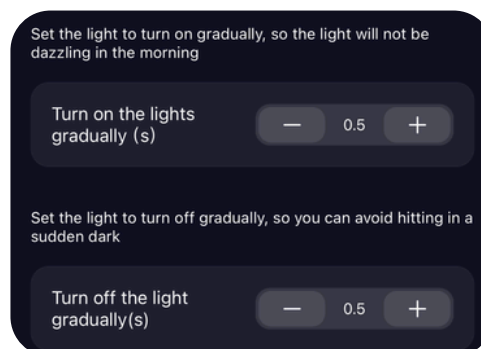 Set the light to turn on gradually, so the light will not be
dazzling in the morning
Turn on the lights
gradually (s)
— 0.5 +
Set the light to turn off gradually, so you can avoid hitting in a
sudden dark
Turn off the light
gradually(s)
— 0.5 +